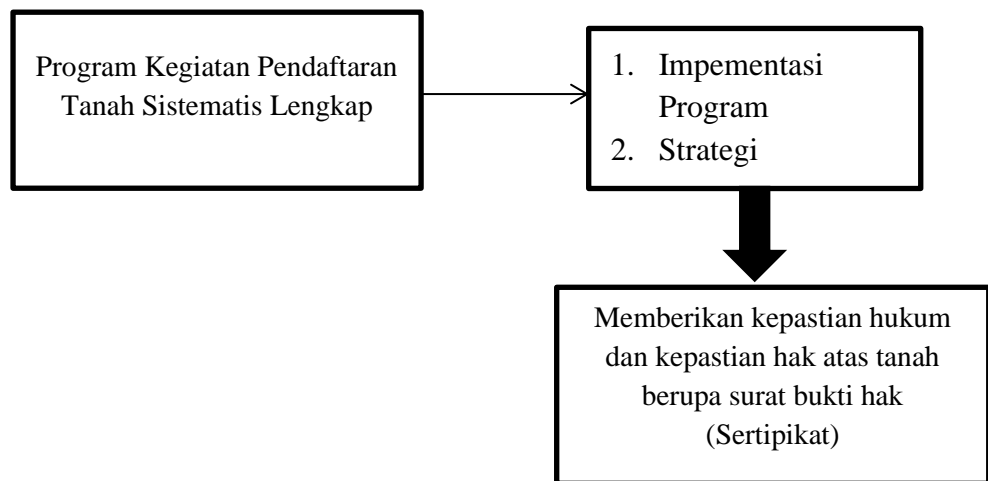 Program Kegiatan Pendaftaran
Tanah Sistematis Lengkap
1. Impementasi
Program
2. Strategi
Memberikan kepastian hukum
dan kepastian hak atas tanah
berupa surat bukti hak
(Sertipikat)